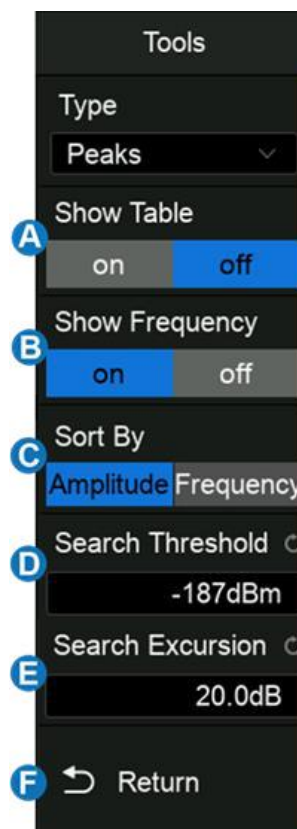 Tools
Type
Peaks
Show Table
A
on off
Show Frequency
B
on off
Sort By
C
Amplitude Frequency
Search Threshold
D
-187dBm
Search Excursion
E
20.0dB
F Return